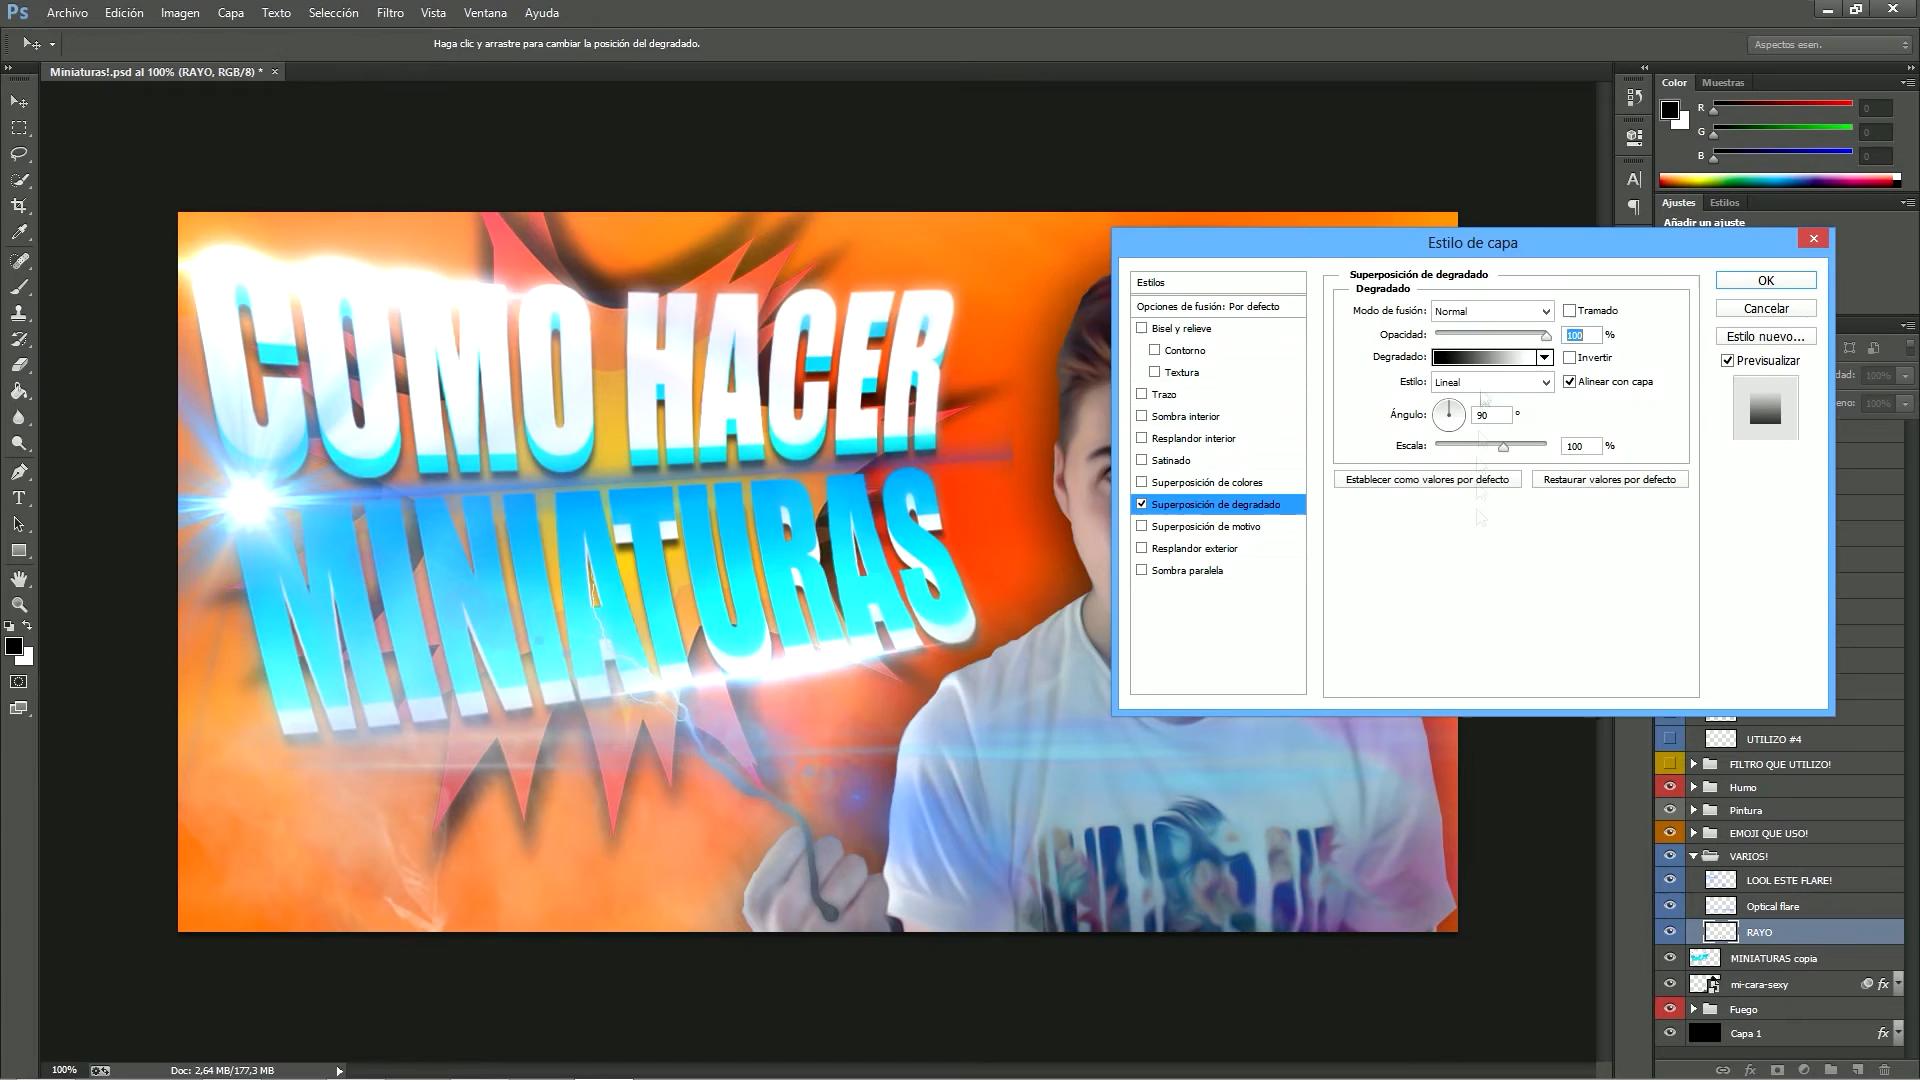 Ps Archivo Edición Imagen Capa Texto Selección Filtro Vista Ventana Ayuda
Haga clic y arrastre para cambiar la posición del degradado.
Aspectos esen.
Miniaturas!.psd al 100% (RAYO, RGB/8) * ×
Color Muestras
R 0
G 0
B 0
Ajustes Estilos
Añadir un ajuste
COMO HACER
MINIATURAS
Estilo de capa
Estilos
Opciones de fusión: Por defecto
Bisel y relieve
Contorno
Textura
Trazo
Sombra interior
Resplandor interior
Satinado
Superposición de colores
Superposición de degradado
Superposición de motivo
Resplandor exterior
Sombra paralela
Superposición de degradado
Degradado
Modo de fusión: Normal Tramado
Opacidad: 100 %
Degradado: Invertir
Estilo: Lineal Alinear con capa
Ángulo: 90 °
Escala: 100 %
Establecer como valores por defecto Restaurar valores por defecto
OK
Cancelar
Estilo nuevo...
Previsualizar
dad: 100%
eno: 100%
UTILIZO #4
FILTRO QUE UTILIZO!
Humo
Pintura
EMOJI QUE USO!
VARIOS!
LOOL ESTE FLARE!
Optical flare
RAYO
MINIATURAS copia
mi-cara-sexy fx
Fuego
Capa 1 fx
100% Doc: 2,64 MB/177,3 MB
fx